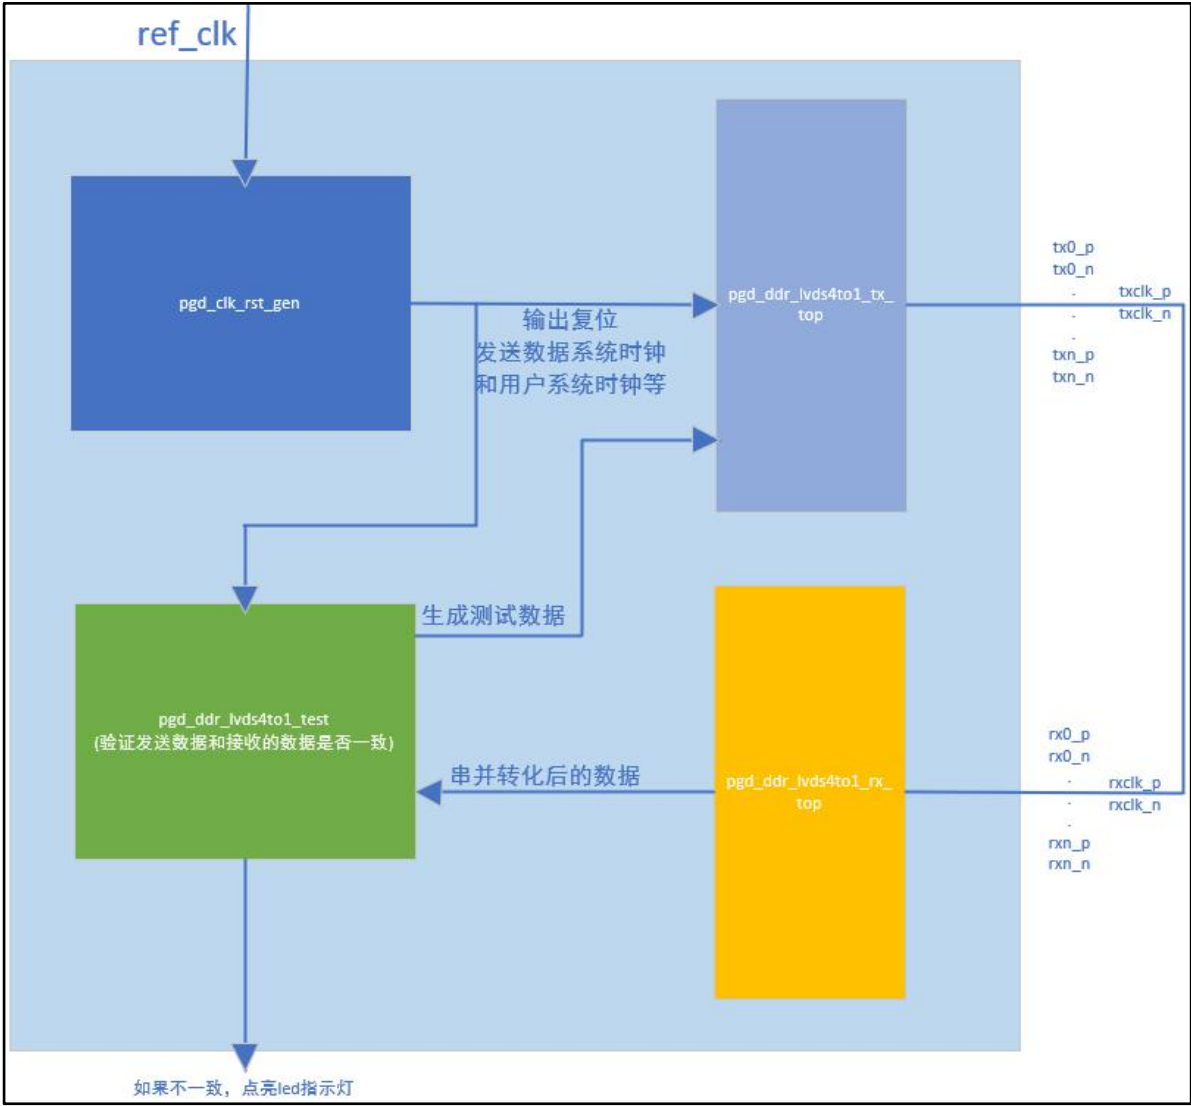 ref_clk
pgd_clk_rst_gen
输出复位
发送数据系统时钟
和用户系统时钟等
pgd_ddr_lvds4to1_tx_
top
tx0_p
tx0_n
.
.
.
txn_p
txn_n
txclk_p
txclk_n
生成测试数据
pgd_ddr_lvds4to1_test
(验证发送数据和接收的数据是否一致)
串并转化后的数据
pgd_ddr_lvds4to1_rx_
top
rx0_p
rx0_n
.
.
.
rxn_p
rxn_n
rxclk_p
rxclk_n
如果不一致，点亮led指示灯